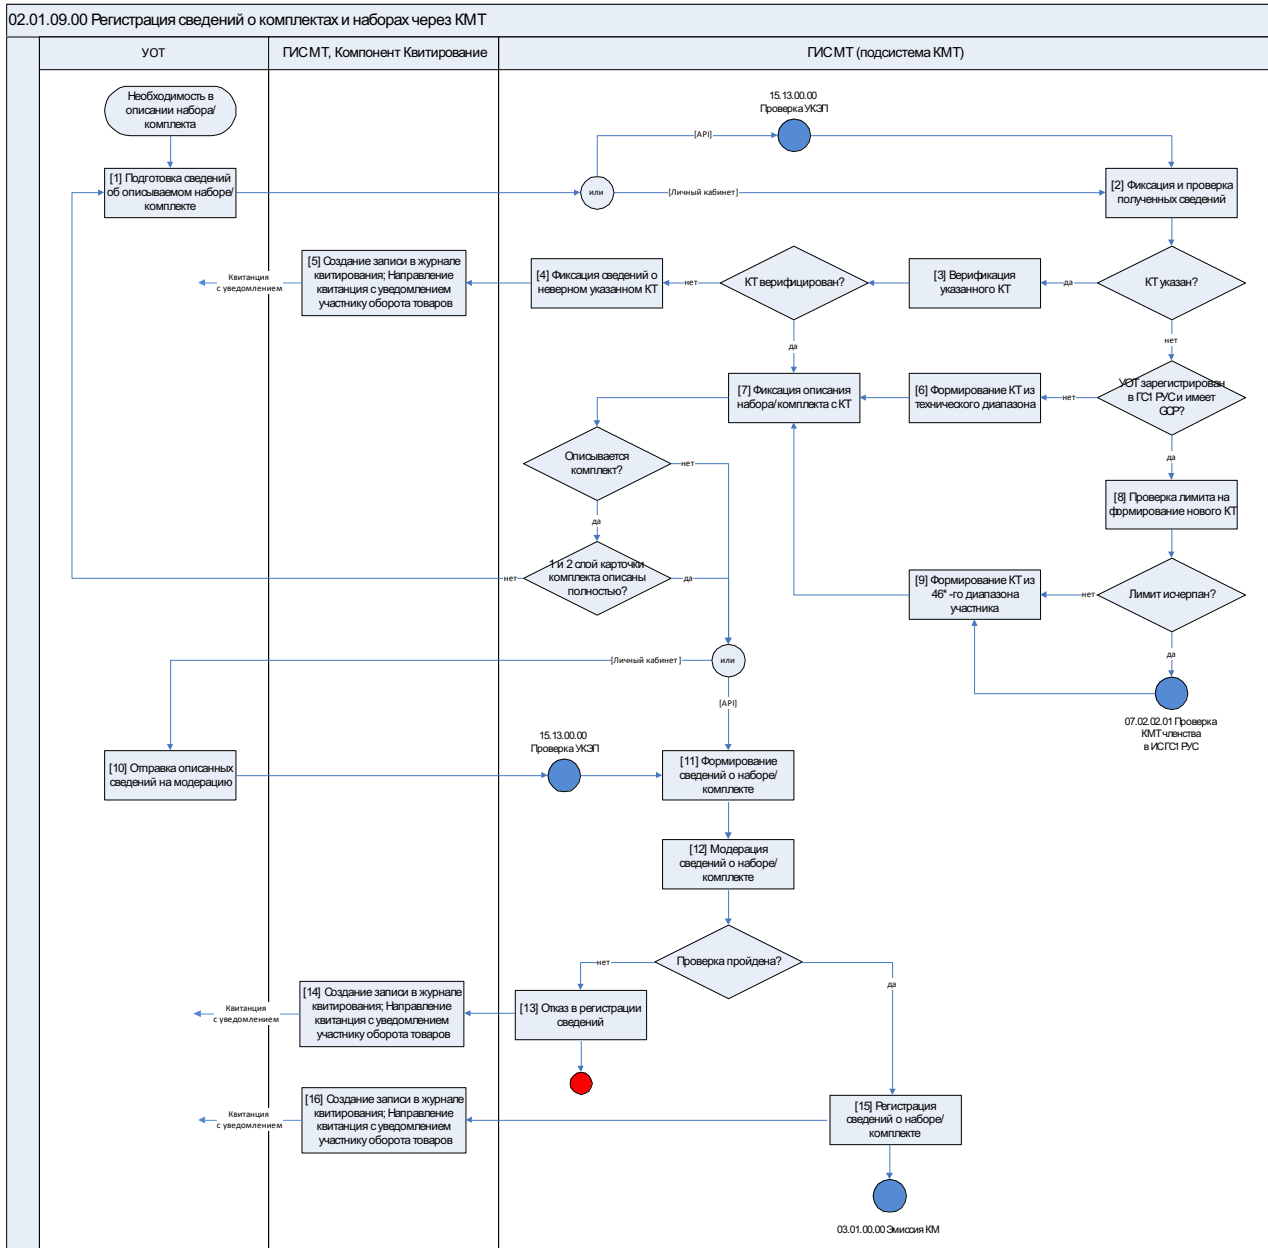 02.01.09.00 Регистрация сведений о комплектах и наборах через КМТ
УОТ
ГИС МТ, Компонент Квитирование
ГИС МТ (подсистема КМТ)
Необходимость в
описании набора/
комплекта
15.13.00.00
Проверка УКЭП
[API]
[1] Подготовка сведений
об описываемом наборе/
комплекте
или
[Личный кабинет]
[2] Фиксация и проверка
полученных сведений
Квитанция
с уведомлением
[5] Создание записи в журнале
квитирования; Направление
квитанция с уведомлением
участнику оборота товаров
[4] Фиксация сведений о
неверном указанном КТ
нет
КТ верифицирован?
[3] Верификация
указанного КТ
да
КТ указан?
да
нет
[7] Фиксация описания
набора/комплекта с КТ
[6] Формирование КТ из
технического диапазона
нет
УОТ зарегистрирован
в ГС1 РУС и имеет
GCP?
да
Описывается
комплект?
нет
да
[8] Проверка лимита на
формирование нового КТ
нет
1 и 2 слой карточки
комплекта описаны
полностью?
да
[9] Формирование КТ из
46* -го диапазона
участника
нет
Лимит исчерпан?
да
[Личный кабинет]
или
[API]
07.02.02.01 Проверка
КМТ членства
в ИС ГС1 РУС
[10] Отправка описанных
сведений на модерацию
15.13.00.00
Проверка УКЭП
[11] Формирование
сведений о наборе/
комплекте
[12] Модерация
сведений о наборе/
комплекте
нет
Проверка пройдена?
да
Квитанция
с уведомлением
[14] Создание записи в журнале
квитирования; Направление
квитанция с уведомлением
участнику оборота товаров
[13] Отказ в регистрации
сведений
Квитанция
с уведомлением
[16] Создание записи в журнале
квитирования; Направление
квитанция с уведомлением
участнику оборота товаров
[15] Регистрация
сведений о наборе/
комплекте
03.01.00.00 Эмиссия КМ